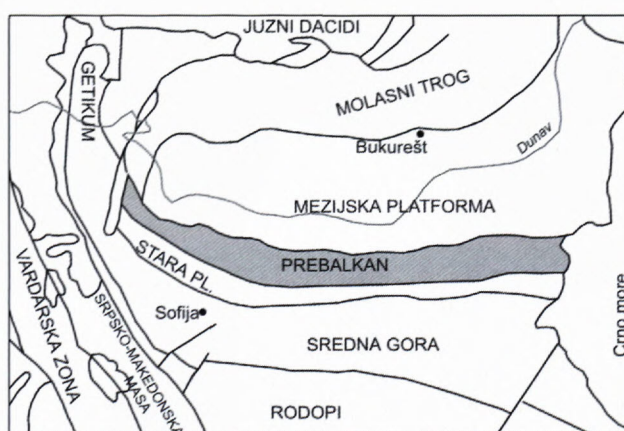 JUZNI DACIDI
GETIKUM
MOLASNI TROG
Bukurešt
Dunav
MEZIJSKA PLATFORMA
PREBALKAN
STARA PL.
VARDARSKA ZONA
SRPSKO-MAKEDONSKA
MASA
Sofija
SREDNA GORA
Crno more
RODOPI